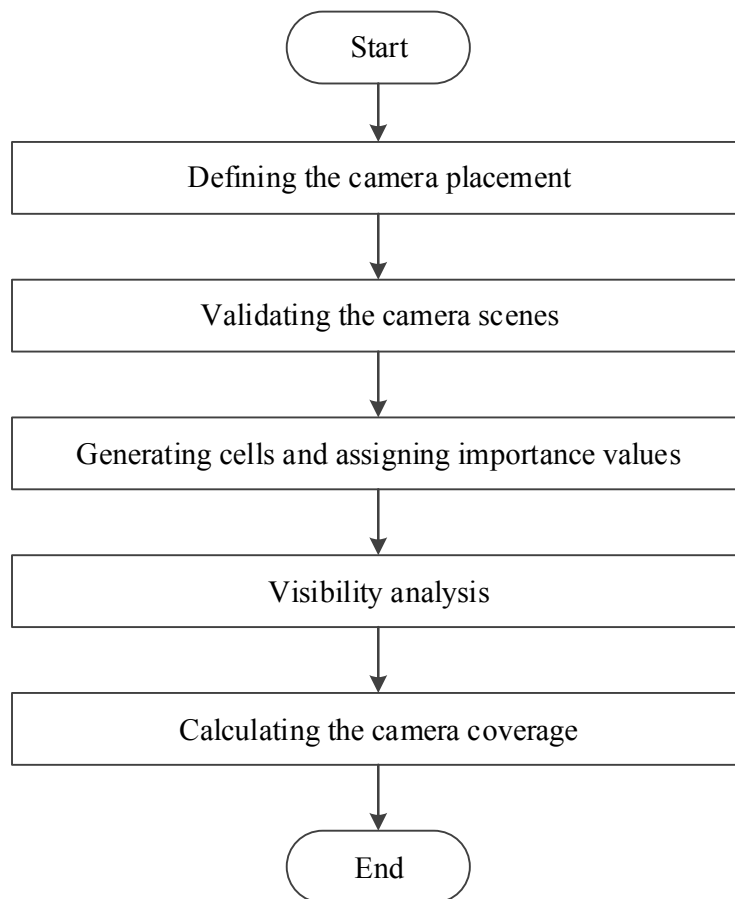 Start
Defining the camera placement
Validating the camera scenes
Generating cells and assigning importance values
Visibility analysis
Calculating the camera coverage
End